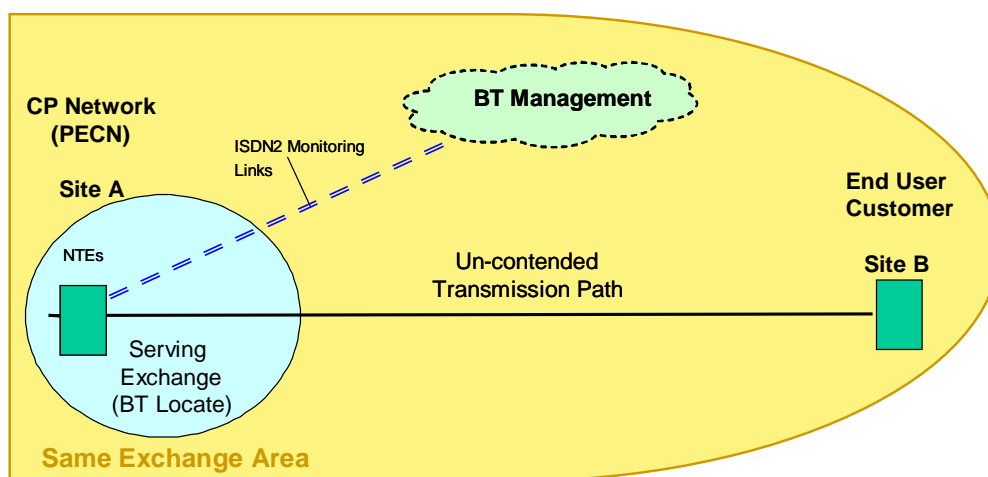 BT Management
CP Network
(PECN)
ISDN2 Monitoring
Links
Site A
End User
Customer
NTEs
Un-contended
Transmission Path
Site B
Serving
Exchange
(BT Locate)
Same Exchange Area